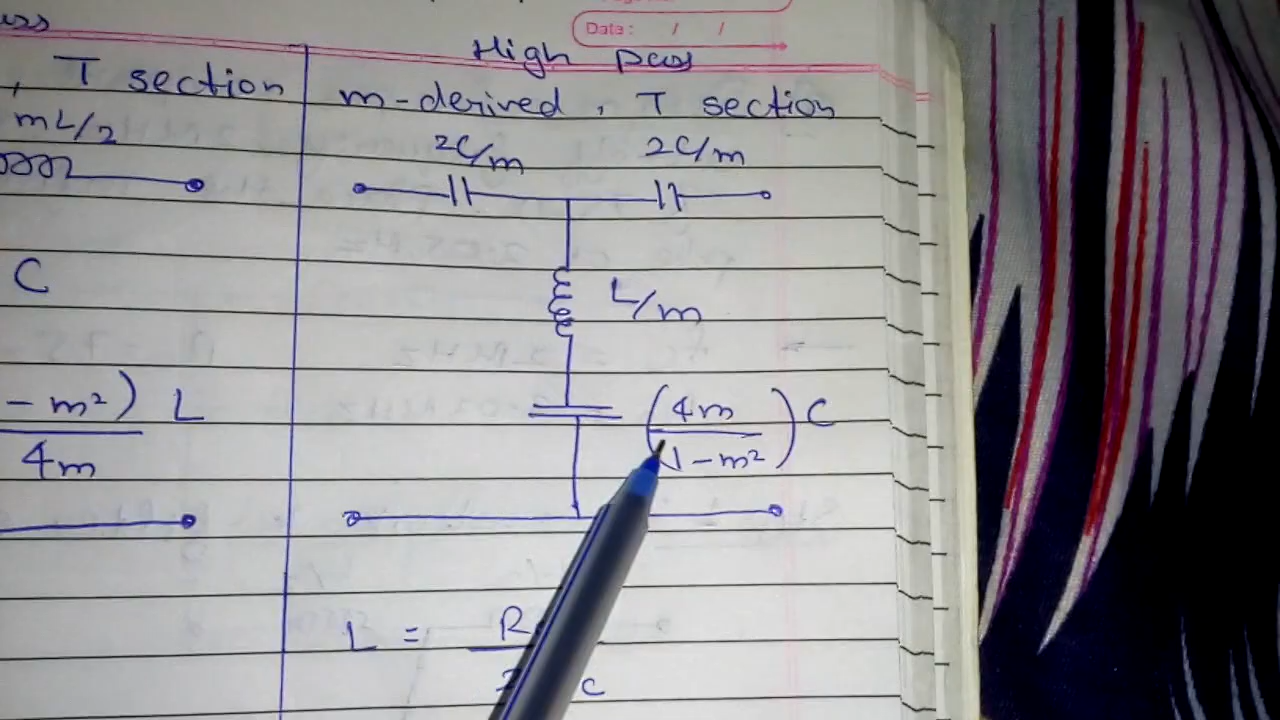 Date: / /
High pass
, T section
m-derived, T section
mL/2
2C/m 2C/m
C
L/m
- m²) L
4m
(4m
1-m²) C
L = R
c